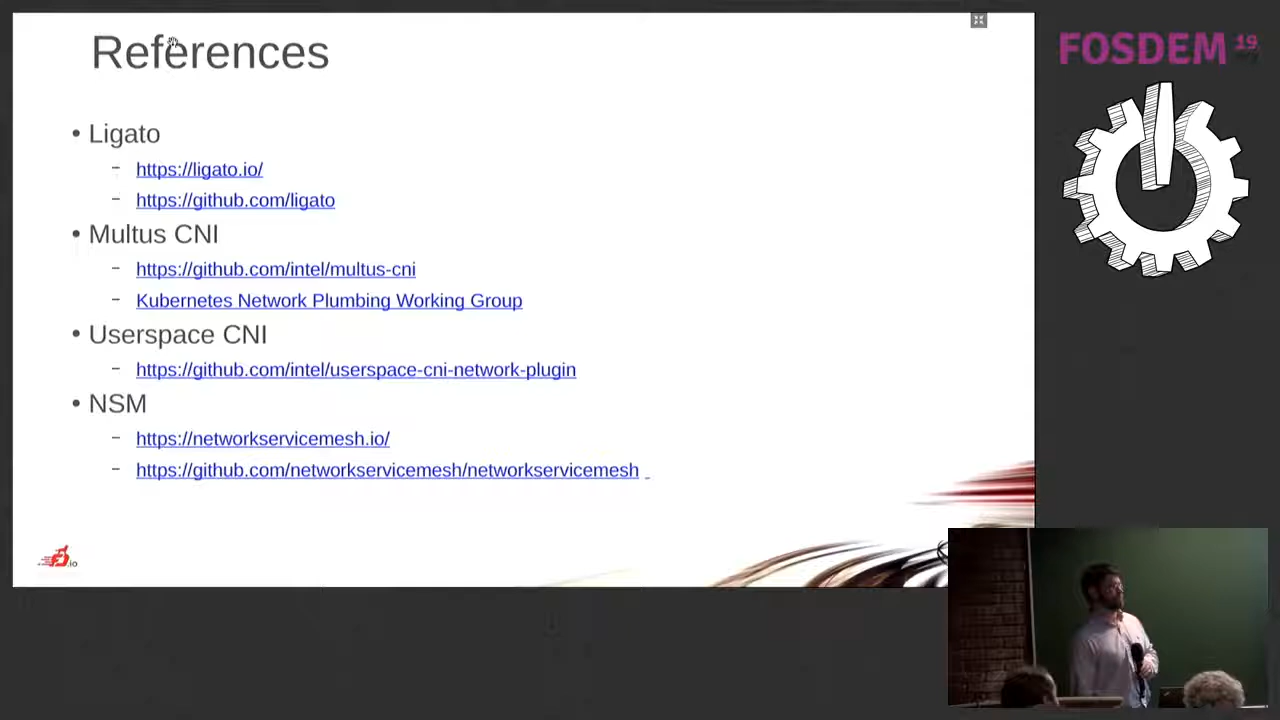 References
• Ligato
– https://ligato.io/
– https://github.com/ligato
• Multus CNI
– https://github.com/intel/multus-cni
– Kubernetes Network Plumbing Working Group
• Userspace CNI
– https://github.com/intel/userspace-cni-network-plugin
• NSM
– https://networkservicemesh.io/
– https://github.com/networkservicemesh/networkservicemesh
.io
FOSDEM 19